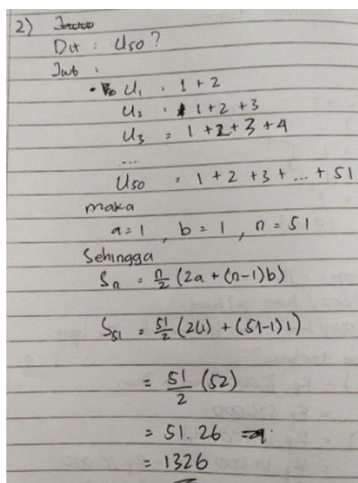 2)
Dit : U50 ?
Jwb :
• U1 : 1 + 2
U2 = 1 + 2 + 3
U3 = 1 + 2 + 3 + 4
...
U50 = 1 + 2 + 3 + ... + 51
maka
a = 1 , b = 1 , n = 51
Sehingga
Sn = n/2 (2a + (n-1)b)
S51 = 51/2 (2(1) + (51-1)1)
= 51/2 (52)
= 51.26
= 1326